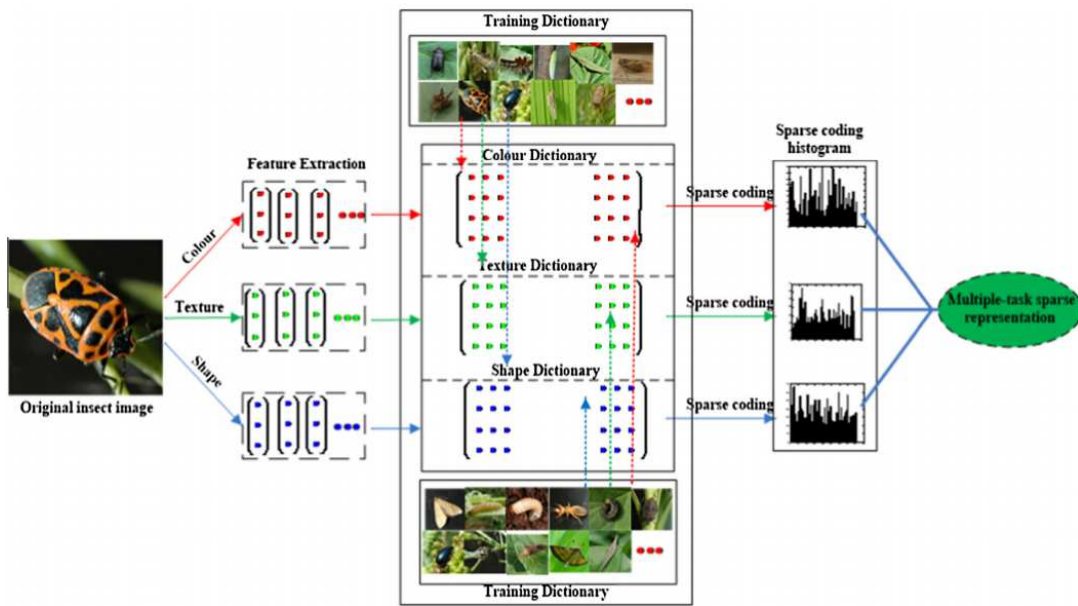 Training Dictionary
Feature Extraction
Colour Dictionary
Sparse coding
histogram
Sparse coding
Colour
Texture
Texture Dictionary
Sparse coding
Multiple-task sparse
representation
Shape
Shape Dictionary
Sparse coding
Original insect image
Training Dictionary